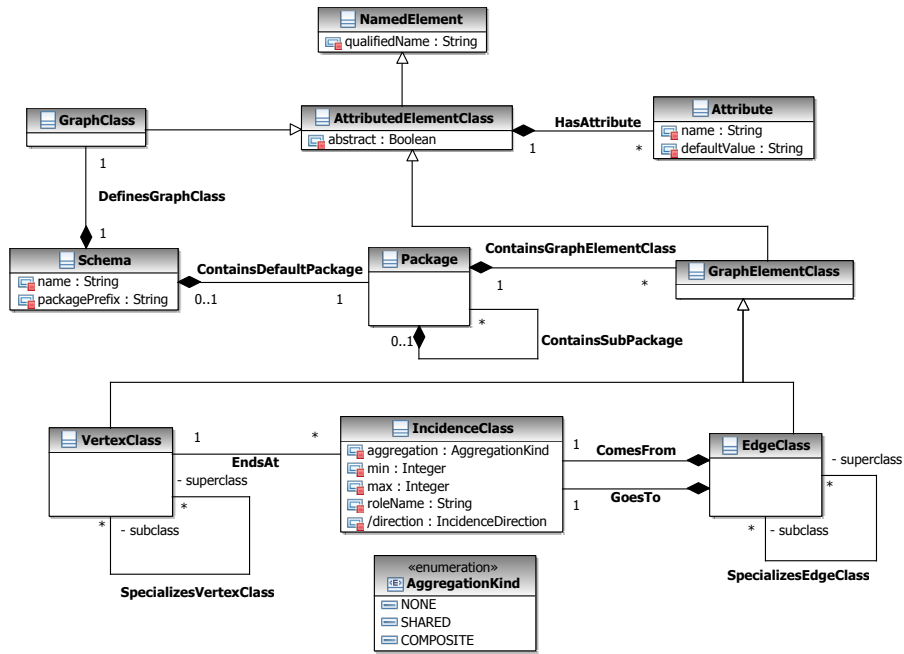 NamedElement
qualifiedName : String
GraphClass
AttributedElementClass
abstract : Boolean
HasAttribute
1
*
Attribute
name : String
defaultValue : String
1
DefinesGraphClass
1
Schema
name : String
packagePrefix : String
ContainsDefaultPackage
0..1
1
Package
ContainsGraphElementClass
1
*
GraphElementClass
*
0..1
ContainsSubPackage
VertexClass
1
*
EndsAt
- superclass
*
*
- subclass
SpecializesVertexClass
IncidenceClass
aggregation : AggregationKind
min : Integer
max : Integer
roleName : String
/direction : IncidenceDirection
1
ComesFrom
GoesTo
1
EdgeClass
- superclass
*
*
- subclass
SpecializesEdgeClass
«enumeration»
AggregationKind
NONE
SHARED
COMPOSITE